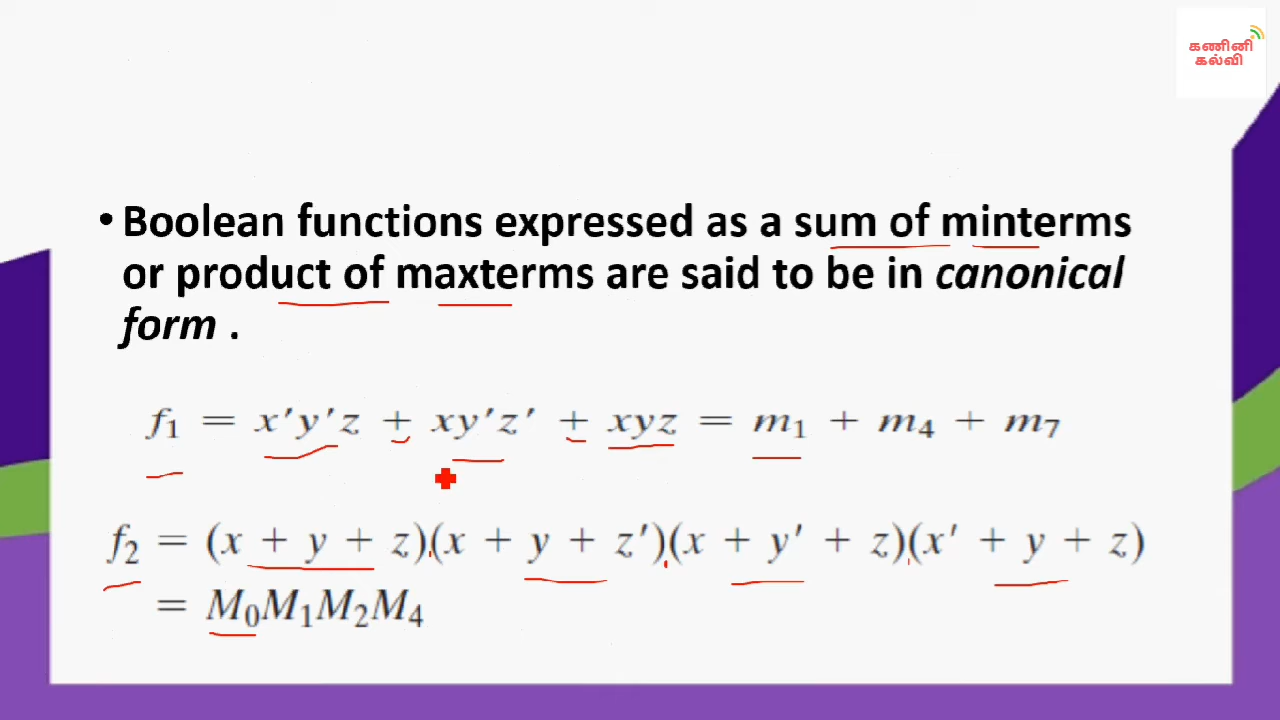 கணினி
கல்வி
• Boolean functions expressed as a sum of minterms
or product of maxterms are said to be in canonical
form .
f₁ = x′y′z + xy′z′ + xyz = m₁ + m₄ + m₇
f₂ = (x + y + z)(x + y + z′)(x + y′ + z)(x′ + y + z)
= M₀M₁M₂M₄